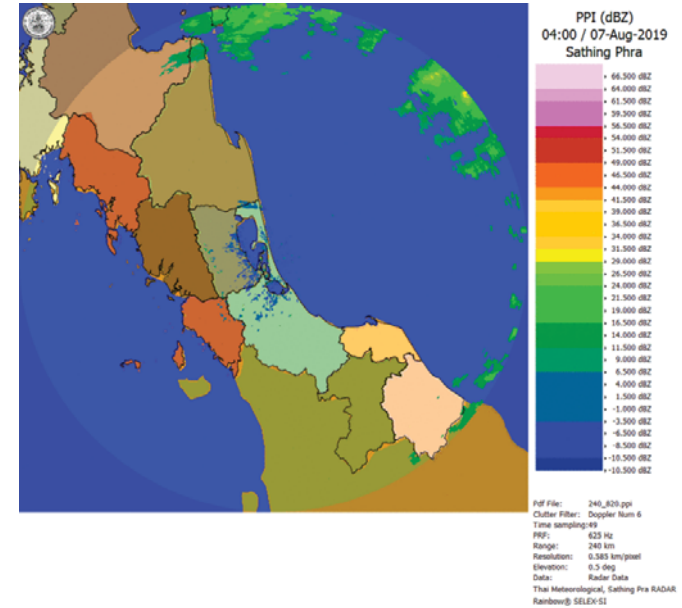 PPI (dBZ)
04:00 / 07-Aug-2019
Sathing Phra
66.500 dBZ
64.000 dBZ
61.500 dBZ
59.500 dBZ
56.500 dBZ
54.000 dBZ
51.500 dBZ
49.000 dBZ
46.500 dBZ
44.000 dBZ
41.500 dBZ
39.000 dBZ
36.500 dBZ
34.000 dBZ
31.500 dBZ
29.000 dBZ
26.500 dBZ
24.000 dBZ
21.500 dBZ
19.000 dBZ
16.500 dBZ
14.000 dBZ
11.500 dBZ
9.000 dBZ
6.500 dBZ
4.000 dBZ
1.500 dBZ
-1.000 dBZ
-3.500 dBZ
-6.500 dBZ
-8.500 dBZ
-10.500 dBZ
-10.500 dBZ
Pdf File: 240_820.ppi
Clutter Filter: Doppler Num 6
Time sampling:49
PRF: 625 Hz
Range: 240 km
Resolution: 0.585 km/pixel
Elevation: 0.5 deg
Data: Radar Data
Thai Meteorological, Sathing Pra RADAR
Rainbow® SELEX-SI